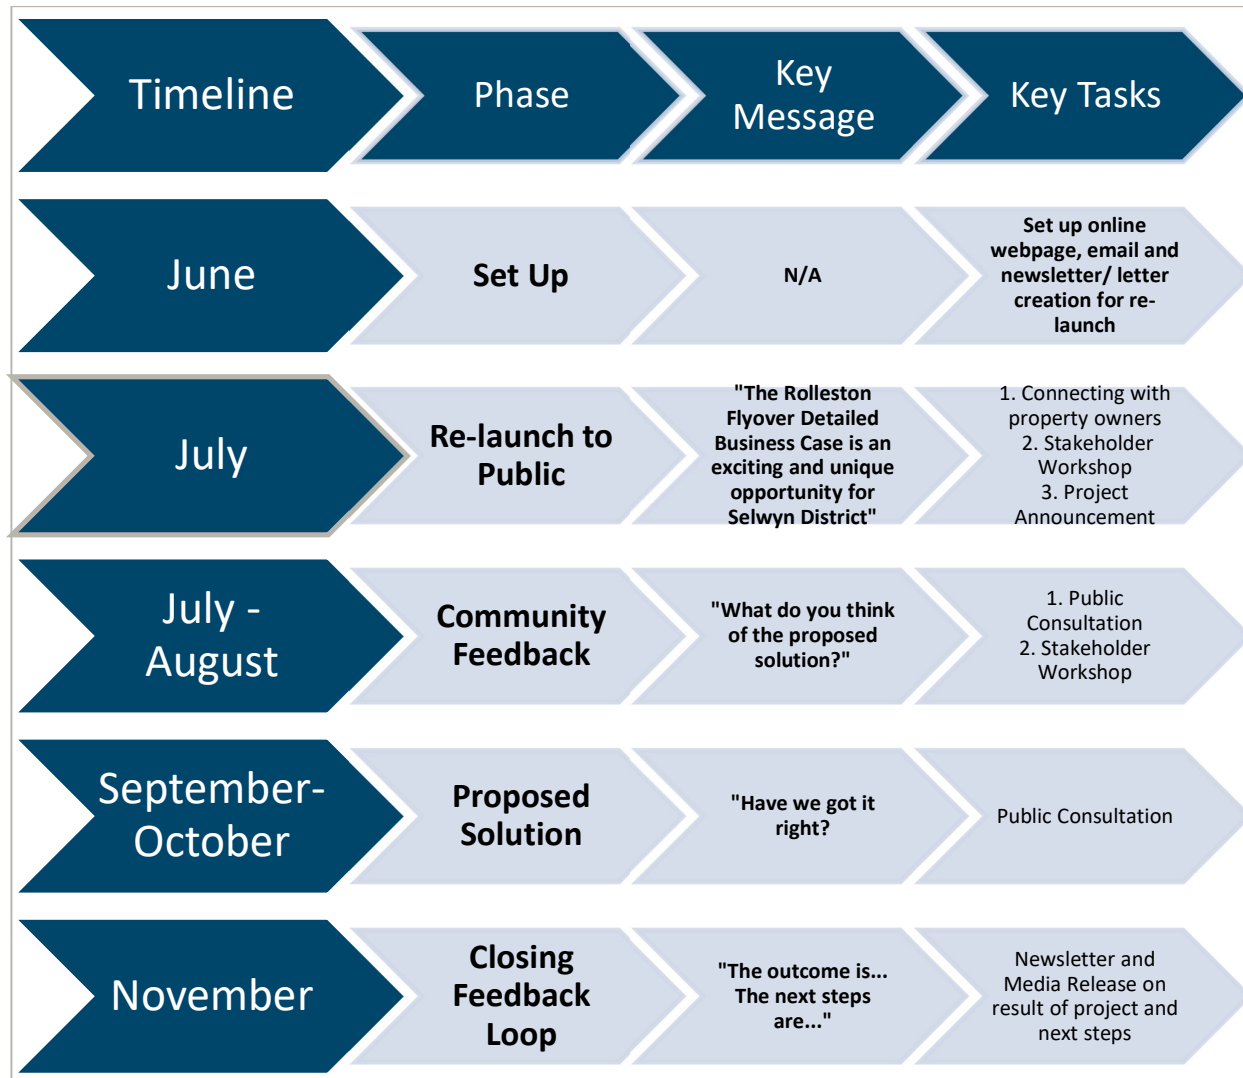 Timeline
Phase
Key
Message
Key Tasks
June
Set Up
N/A
Set up online
webpage, email and
newsletter/ letter
creation for re-
launch
July
Re-launch to
Public
"The Rolleston
Flyover Detailed
Business Case is an
exciting and unique
opportunity for
Selwyn District"
1. Connecting with
property owners
2. Stakeholder
Workshop
3. Project
Announcement
July -
August
Community
Feedback
"What do you think
of the proposed
solution?"
1. Public
Consultation
2. Stakeholder
Workshop
September-
October
Proposed
Solution
"Have we got it
right?
Public Consultation
November
Closing
Feedback
Loop
"The outcome is...
The next steps
are..."
Newsletter and
Media Release on
result of project and
next steps